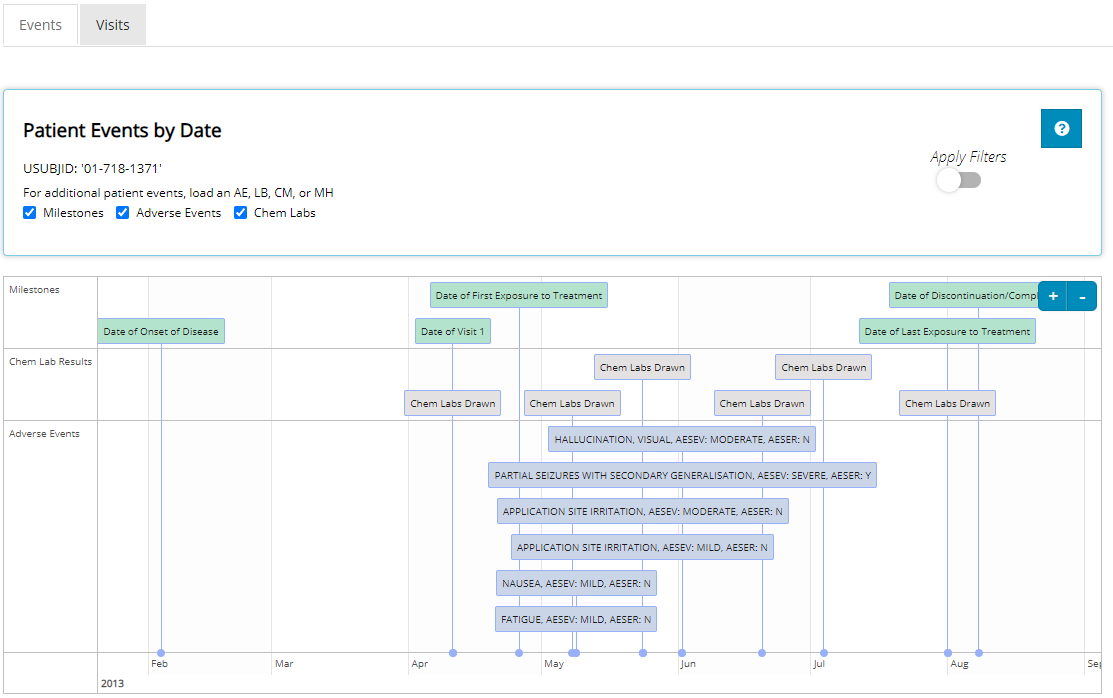 Events Visits
Patient Events by Date
?
USUBJID: '01-718-1371'
Apply Filters
For additional patient events, load an AE, LB, CM, or MH
Milestones Adverse Events Chem Labs
Milestones
Date of First Exposure to Treatment
Date of Discontinuation/Compl
+ -
Date of Onset of Disease
Date of Visit 1
Date of Last Exposure to Treatment
Chem Lab Results
Chem Labs Drawn
Chem Labs Drawn
Chem Labs Drawn
Chem Labs Drawn
Chem Labs Drawn
Chem Labs Drawn
Adverse Events
HALLUCINATION, VISUAL, AESEV: MODERATE, AESER: N
PARTIAL SEIZURES WITH SECONDARY GENERALISATION, AESEV: SEVERE, AESER: Y
APPLICATION SITE IRRITATION, AESEV: MODERATE, AESER: N
APPLICATION SITE IRRITATION, AESEV: MILD, AESER: N
NAUSEA, AESEV: MILD, AESER: N
FATIGUE, AESEV: MILD, AESER: N
Feb Mar Apr May Jun Jul Aug Sep
2013